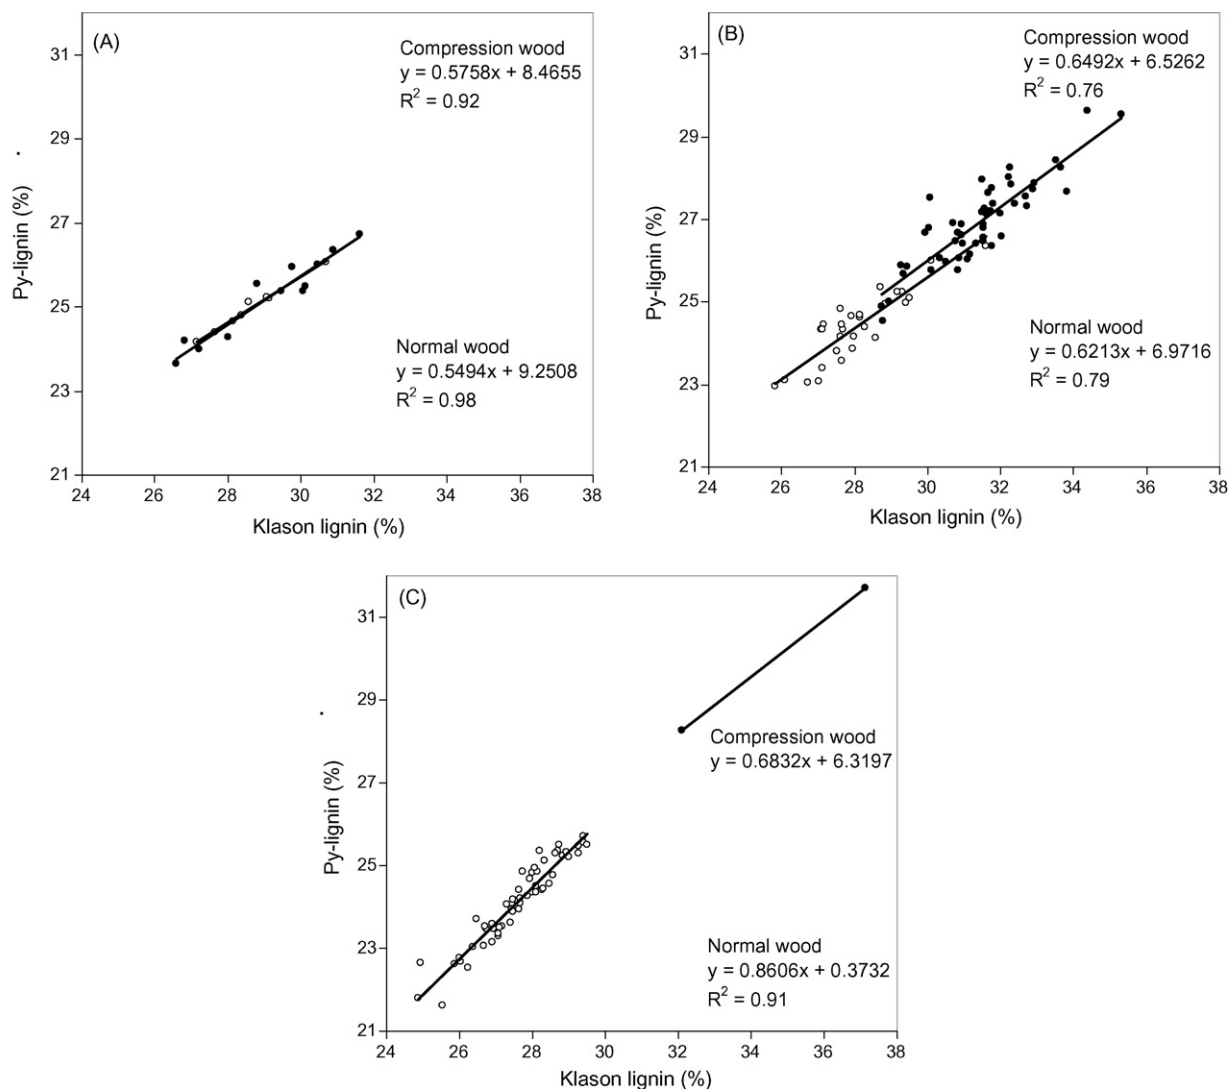 (A)
Compression wood
y = 0.5758x + 8.4655
R² = 0.92
Normal wood
y = 0.5494x + 9.2508
R² = 0.98
Py-lignin (%)
31
29
27
25
23
21
24 26 28 30 32 34 36 38
Klason lignin (%)
(B)
Compression wood
y = 0.6492x + 6.5262
R² = 0.76
Normal wood
y = 0.6213x + 6.9716
R² = 0.79
Py-lignin (%)
31
29
27
25
23
21
24 26 28 30 32 34 36 38
Klason lignin (%)
(C)
Compression wood
y = 0.6832x + 6.3197
Normal wood
y = 0.8606x + 0.3732
R² = 0.91
Py-lignin (%)
31
29
27
25
23
21
24 26 28 30 32 34 36 38
Klason lignin (%)